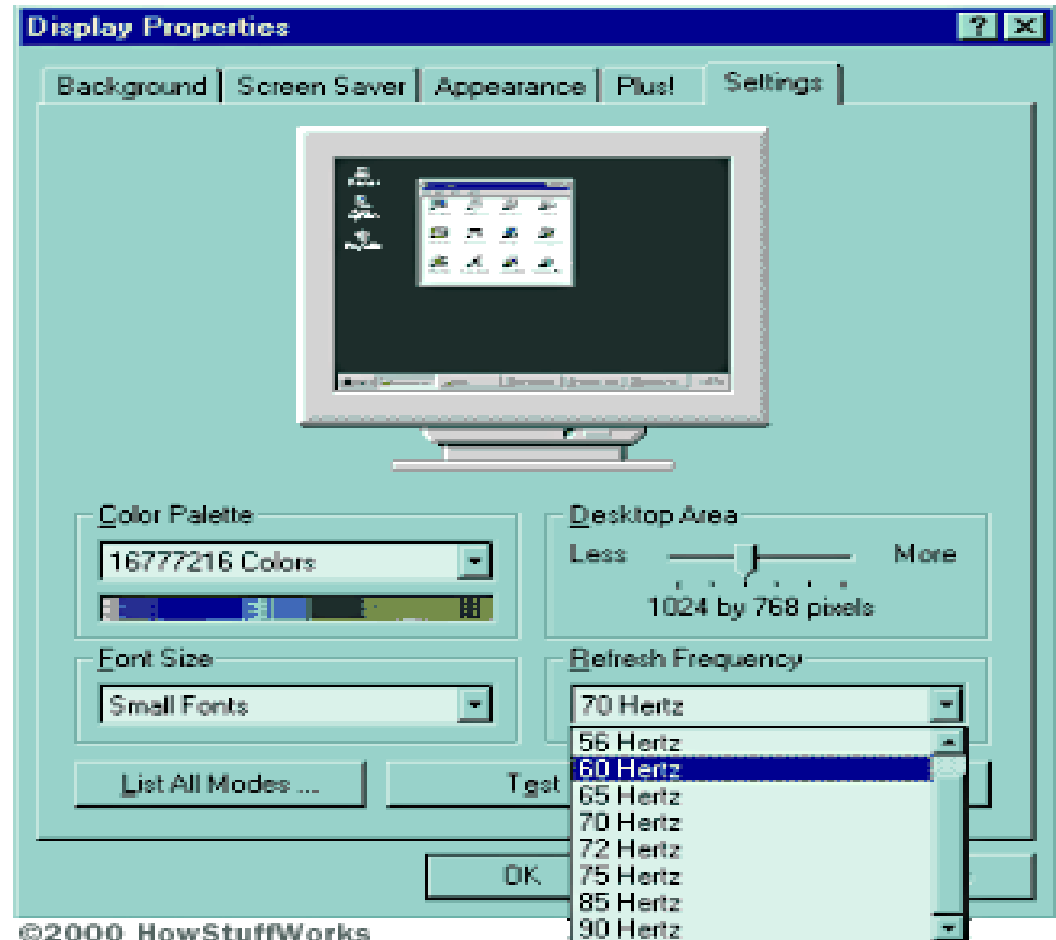 Display Properties
Background Screen Saver Appearance Plus! Settings
Color Palette
16777216 Colors
Desktop Area
Less More
1024 by 768 pixels
Font Size
Small Fonts
Refresh Frequency
70 Hertz
56 Hertz
60 Hertz
65 Hertz
70 Hertz
72 Hertz
75 Hertz
85 Hertz
90 Hertz
List All Modes ...
Test
OK
©2000 HowStuffWorks